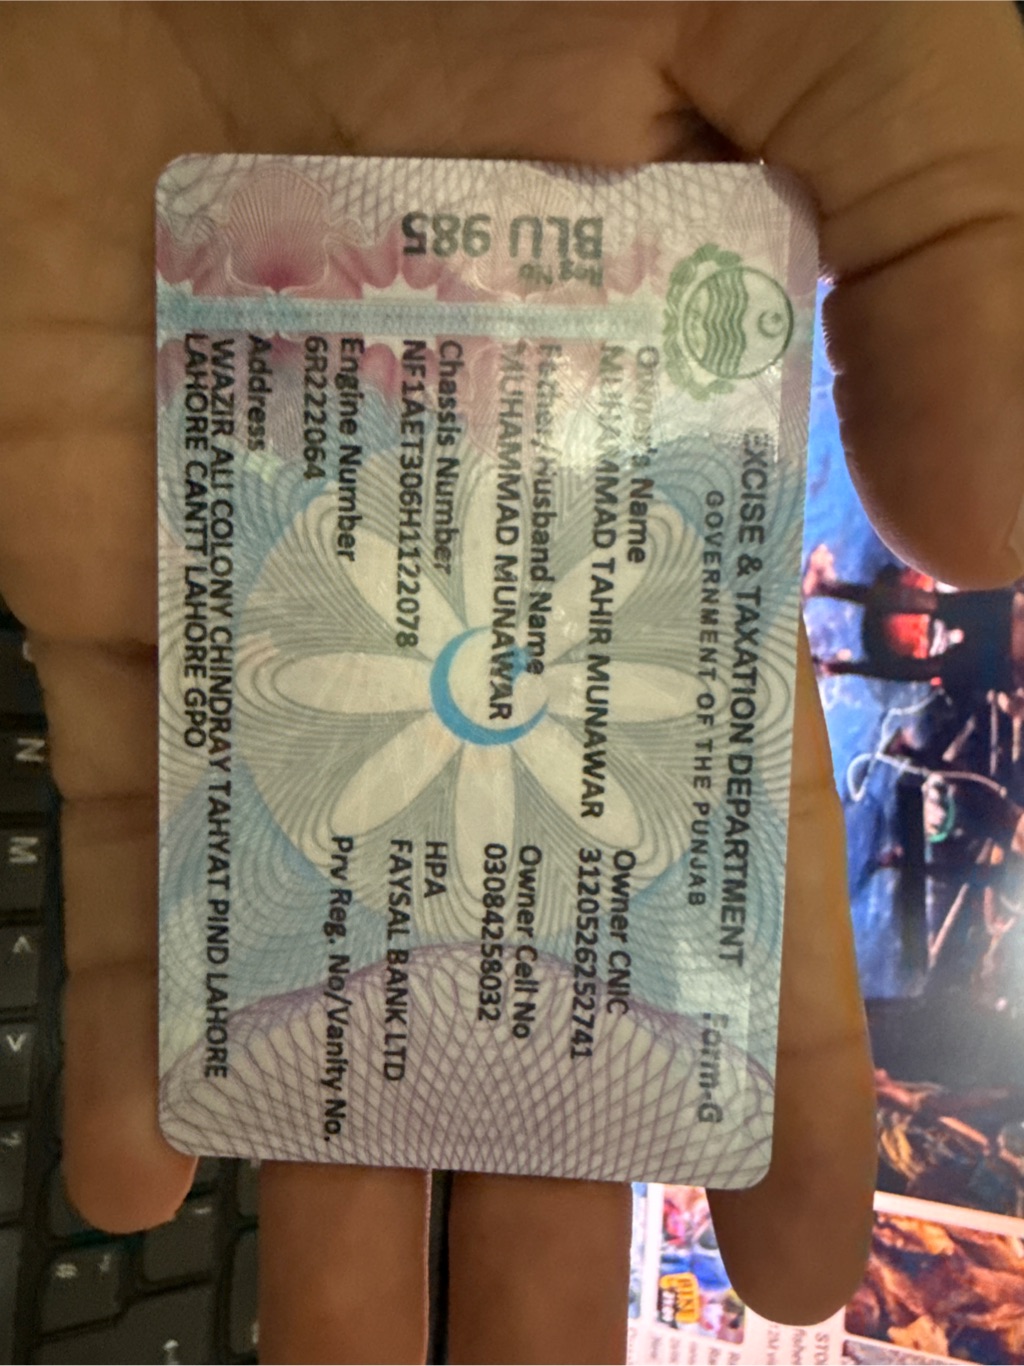 EXCISE & TAXATION DEPARTMENT
GOVERNMENT OF THE PUNJAB
Form-G
Reg No
BLU 985
Owner's Name
MUHAMMAD TAHIR MUNAWAR
Owner CNIC
3120526252741
Father/Husband Name
MUHAMMAD MUNAWAR
Owner Cell No
03084258032
Chassis Number
NF1AET306H1122078
HPA
FAYSAL BANK LTD
Engine Number
6R222064
Prv Reg. No/Vanity No.
Address
WAZIR ALI COLONY CHINDRAY TAHYAT PIND LAHORE
LAHORE CANTT LAHORE GPO
N
M